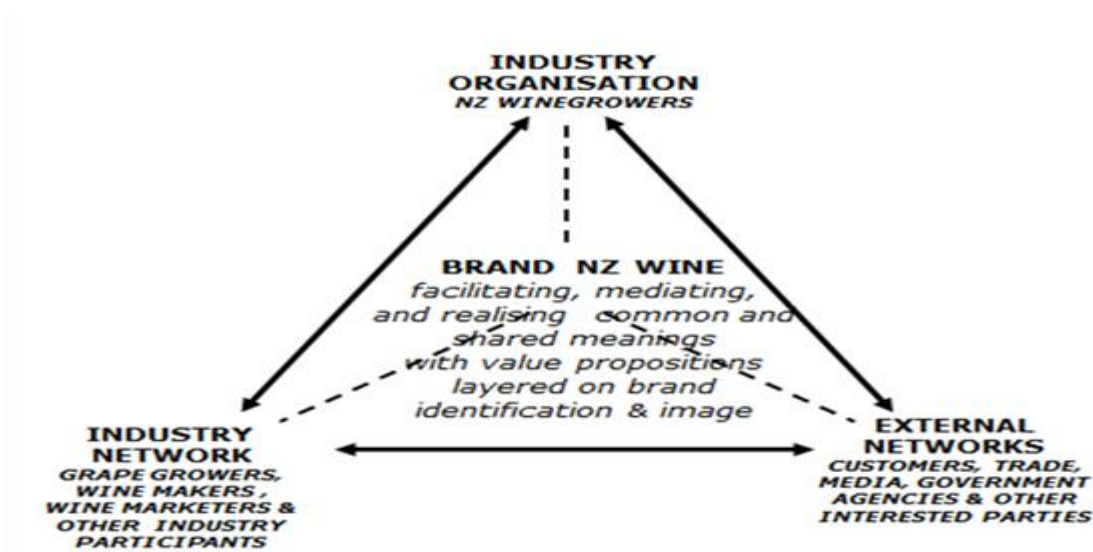 INDUSTRY
ORGANISATION
NZ WINEGROWERS
BRAND NZ WINE
facilitating, mediating,
and realising common and
shared meanings
with value propositions
layered on brand
identification & image
INDUSTRY
NETWORK
GRAPE GROWERS,
WINE MAKERS ,
WINE MARKETERS &
OTHER INDUSTRY
PARTICIPANTS
EXTERNAL
NETWORKS
CUSTOMERS, TRADE,
MEDIA, GOVERNMENT
AGENCIES & OTHER
INTERESTED PARTIES